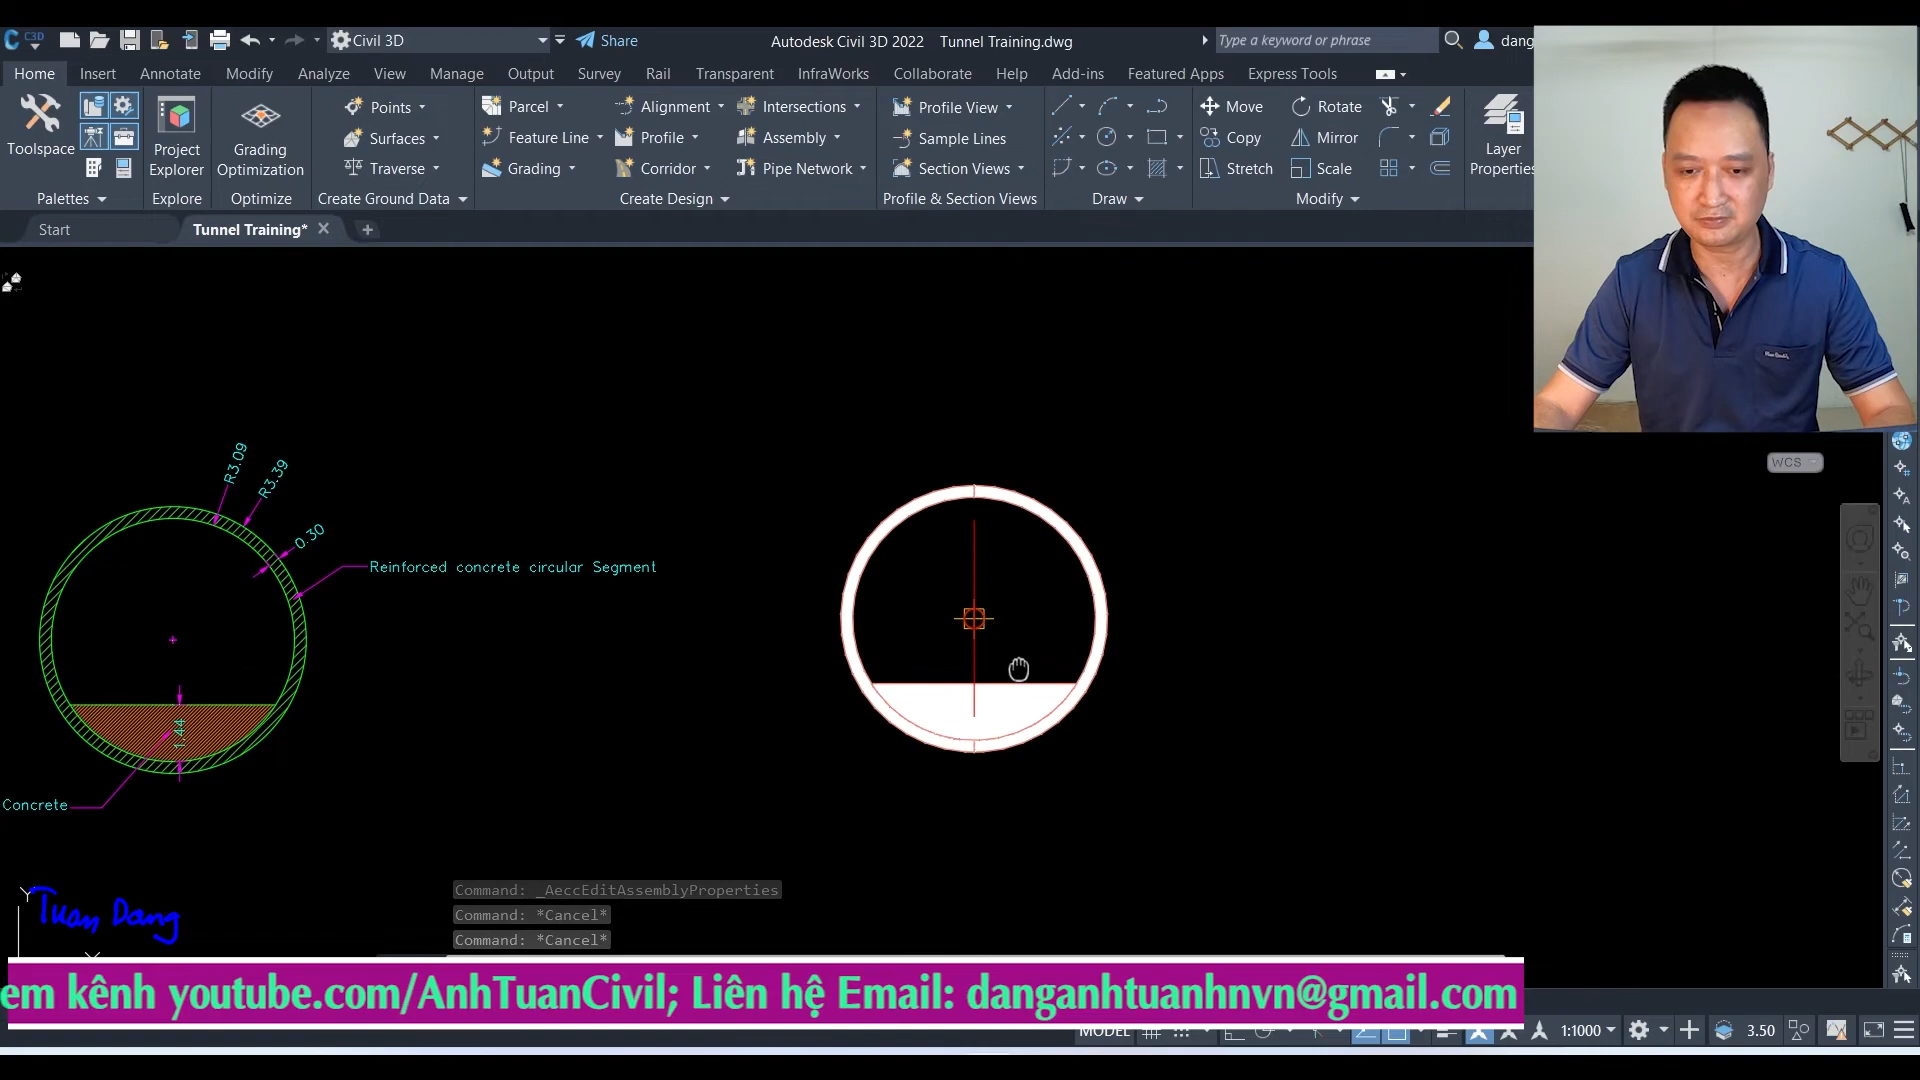 C3D
Civil 3D
Share
Autodesk Civil 3D 2022 Tunnel Training.dwg
Type a keyword or phrase
dang
Home Insert Annotate Modify Analyze View Manage Output Survey Rail Transparent InfraWorks Collaborate Help Add-ins Featured Apps Express Tools
Toolspace
Palettes
Project Explorer
Explore
Grading Optimization
Optimize
Points
Surfaces
Traverse
Create Ground Data
Parcel
Feature Line
Grading
Alignment
Profile
Corridor
Intersections
Assembly
Pipe Network
Create Design
Profile View
Sample Lines
Section Views
Profile & Section Views
Draw
Move
Copy
Stretch
Rotate
Mirror
Scale
Modify
Layer
Properties
Start
Tunnel Training*
WCS
R3.09
R3.39
0.30
Reinforced concrete circular Segment
1.44
Concrete
Y
Tuan Dang
Command: _AeccEditAssemblyProperties
Command: *Cancel*
Command: *Cancel*
em kênh youtube.com/AnhTuanCivil; Liên hệ Email: danganhtuanhnvn@gmail.com
MODEL
1:1000
3.50